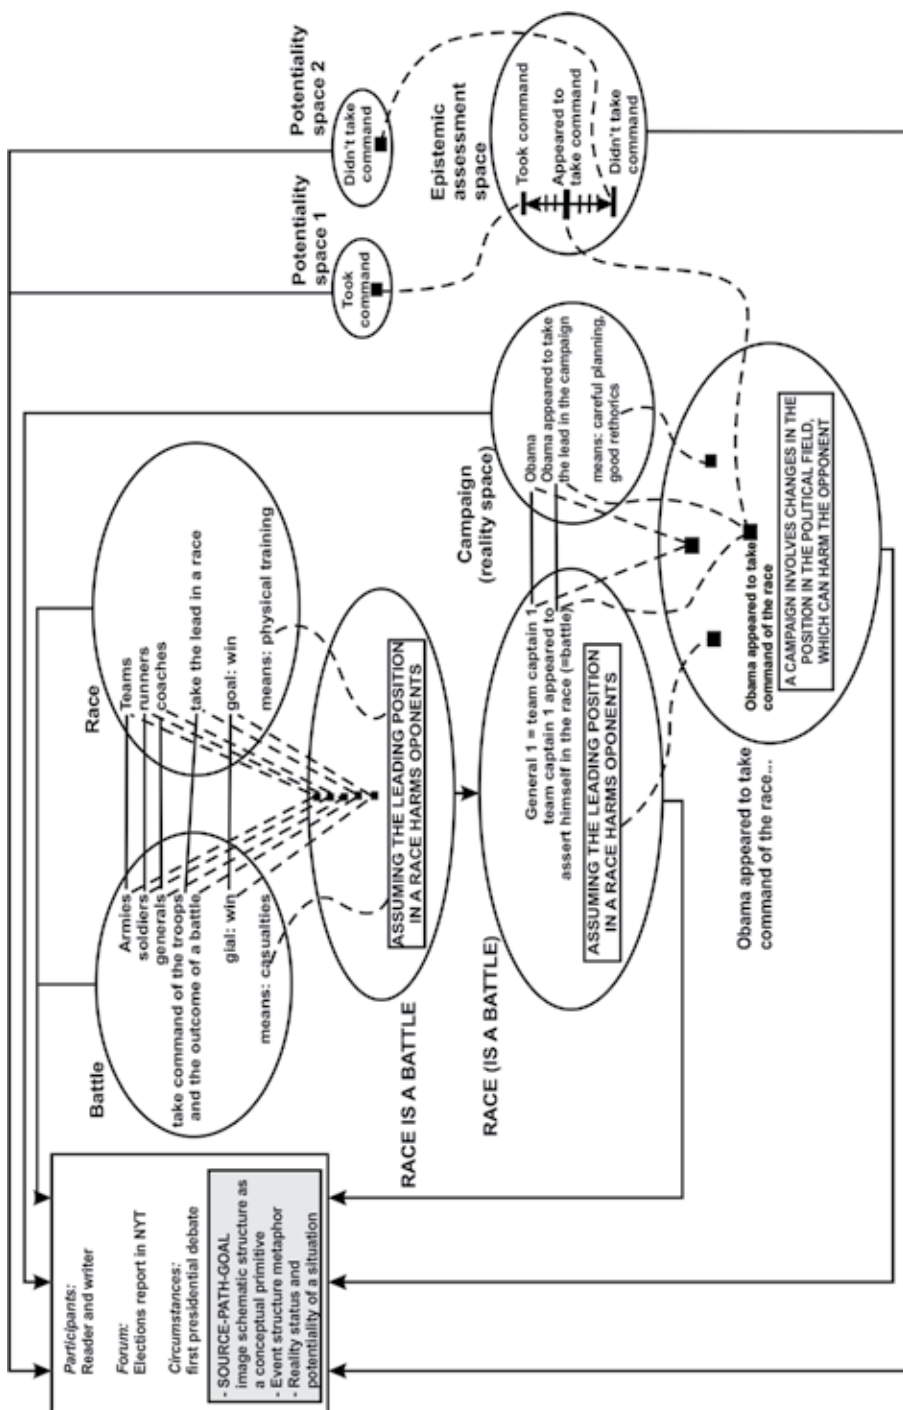 Participants:
Reader and writer
Forum:
Elections report in NYT
Circumstances:
first presidential debate
- SOURCE-PATH-GOAL
image schematic structure as
a conceptual primitive
- Event structure metaphor
- Reality status and
potentiality of a situation
Battle
Armies
soldiers
generals
take command of the troops
and the outcome of a battle
gial: win
means: casualties
Race
Teams
runners
coaches
take the lead in a race
goal: win
means: physical training
Potentiality
space 1
Took
command
Potentiality
space 2
Didn't take
command
RACE IS A BATTLE
ASSUMING THE LEADING POSITION
IN A RACE HARMS OPONENTS
RACE (IS A BATTLE)
General 1 = team captain 1
team captain 1 appeared to
assert himself in the race (=battle)
ASSUMING THE LEADING POSITION
IN A RACE HARMS OPONENTS
Campaign
(reality space)
Obama
Obama appeared to take
the lead in the campaign
means: careful planning,
good rethorics
Epistemic
assessment
space
Took command
Appeared to
take command
Didn't take
command
Obama appeared to take
command of the race
A CAMPAIGN INVOLVES CHANGES IN THE
POSITION IN THE POLITICAL FIELD,
WHICH CAN HARM THE OPPONENT
Obama appeared to take
command of the race...